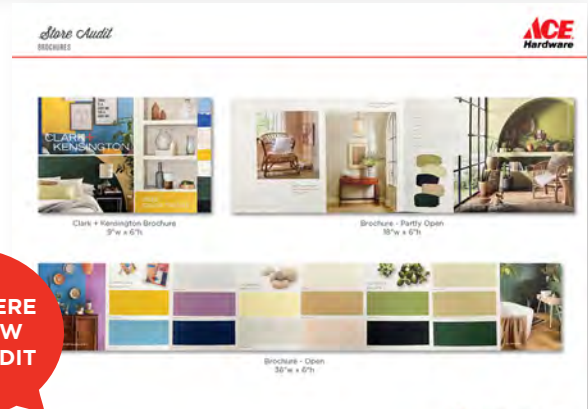 Store Audit
BROCHURES
ACE
Hardware
CLARK+
KENSINGTON
Clark + Kensington Brochure
9"w x 6"h
Brochure - Partly Open
18"w x 6"h
ERE
W
DIT
Brochure - Open
36"w x 6"h